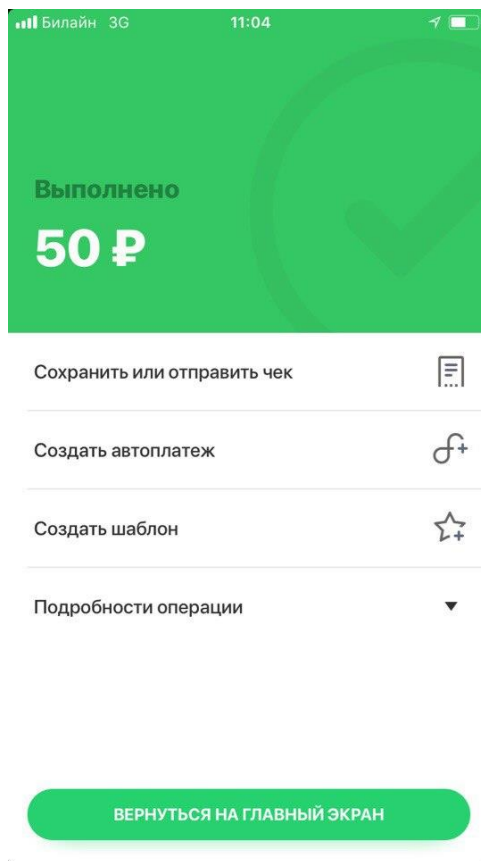 Билайн 3G 11:04
Выполнено
50 ₽
Сохранить или отправить чек
Создать автоплатеж
Создать шаблон
Подробности операции
ВЕРНУТЬСЯ НА ГЛАВНЫЙ ЭКРАН